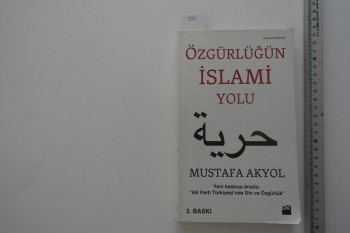 ÖZGÜRLÜĞÜN
İSLAMİ
YOLU
حرية
MUSTAFA AKYOL
Yeni baskıya önsöz:
"AK Parti Türkiyesi'nde Din ve Özgürlük"
3. BASKI